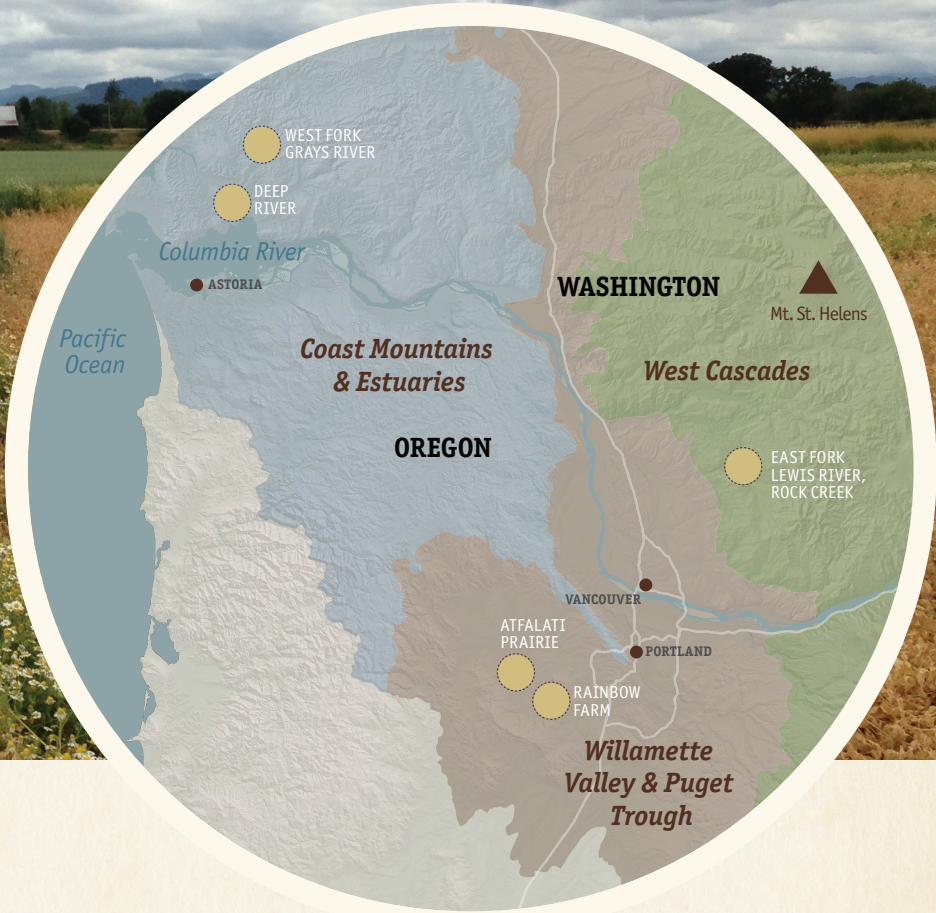 WEST FORK
GRAYS RIVER
DEEP
RIVER
Columbia River
ASTORIA
WASHINGTON
Mt. St. Helens
Pacific
Ocean
Coast Mountains
& Estuaries
West Cascades
OREGON
EAST FORK
LEWIS RIVER,
ROCK CREEK
VANCOUVER
ATFALATI
PRAIRIE
PORTLAND
RAINBOW
FARM
Willamette
Valley & Puget
Trough